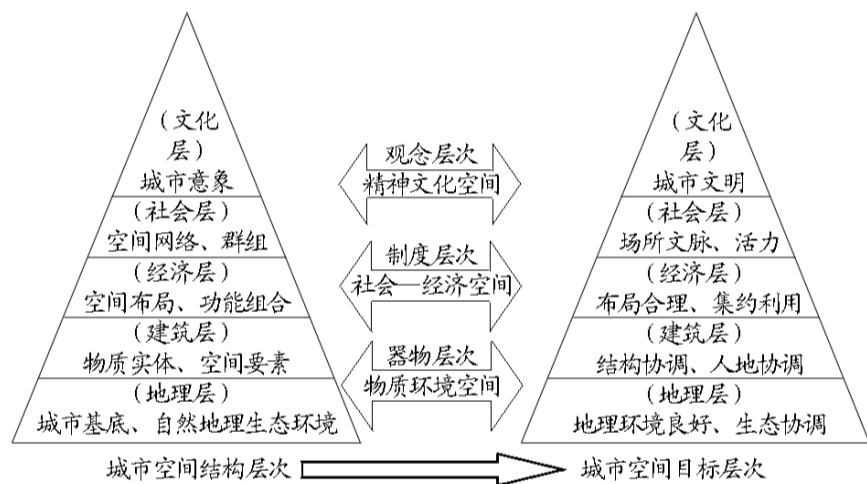 （文化
层）
城市意象
（社会层）
空间网络、群组
（经济层）
空间布局、功能组合
（建筑层）
物质实体、空间要素
（地理层）
城市基底、自然地理生态环境
城市空间结构层次
观念层次
精神文化空间
制度层次
社会—经济空间
器物层次
物质环境空间
（文化
层）
城市文明
（社会层）
场所文脉、活力
（经济层）
布局合理、集约利用
（建筑层）
结构协调、人地协调
（地理层）
地理环境良好、生态协调
城市空间目标层次